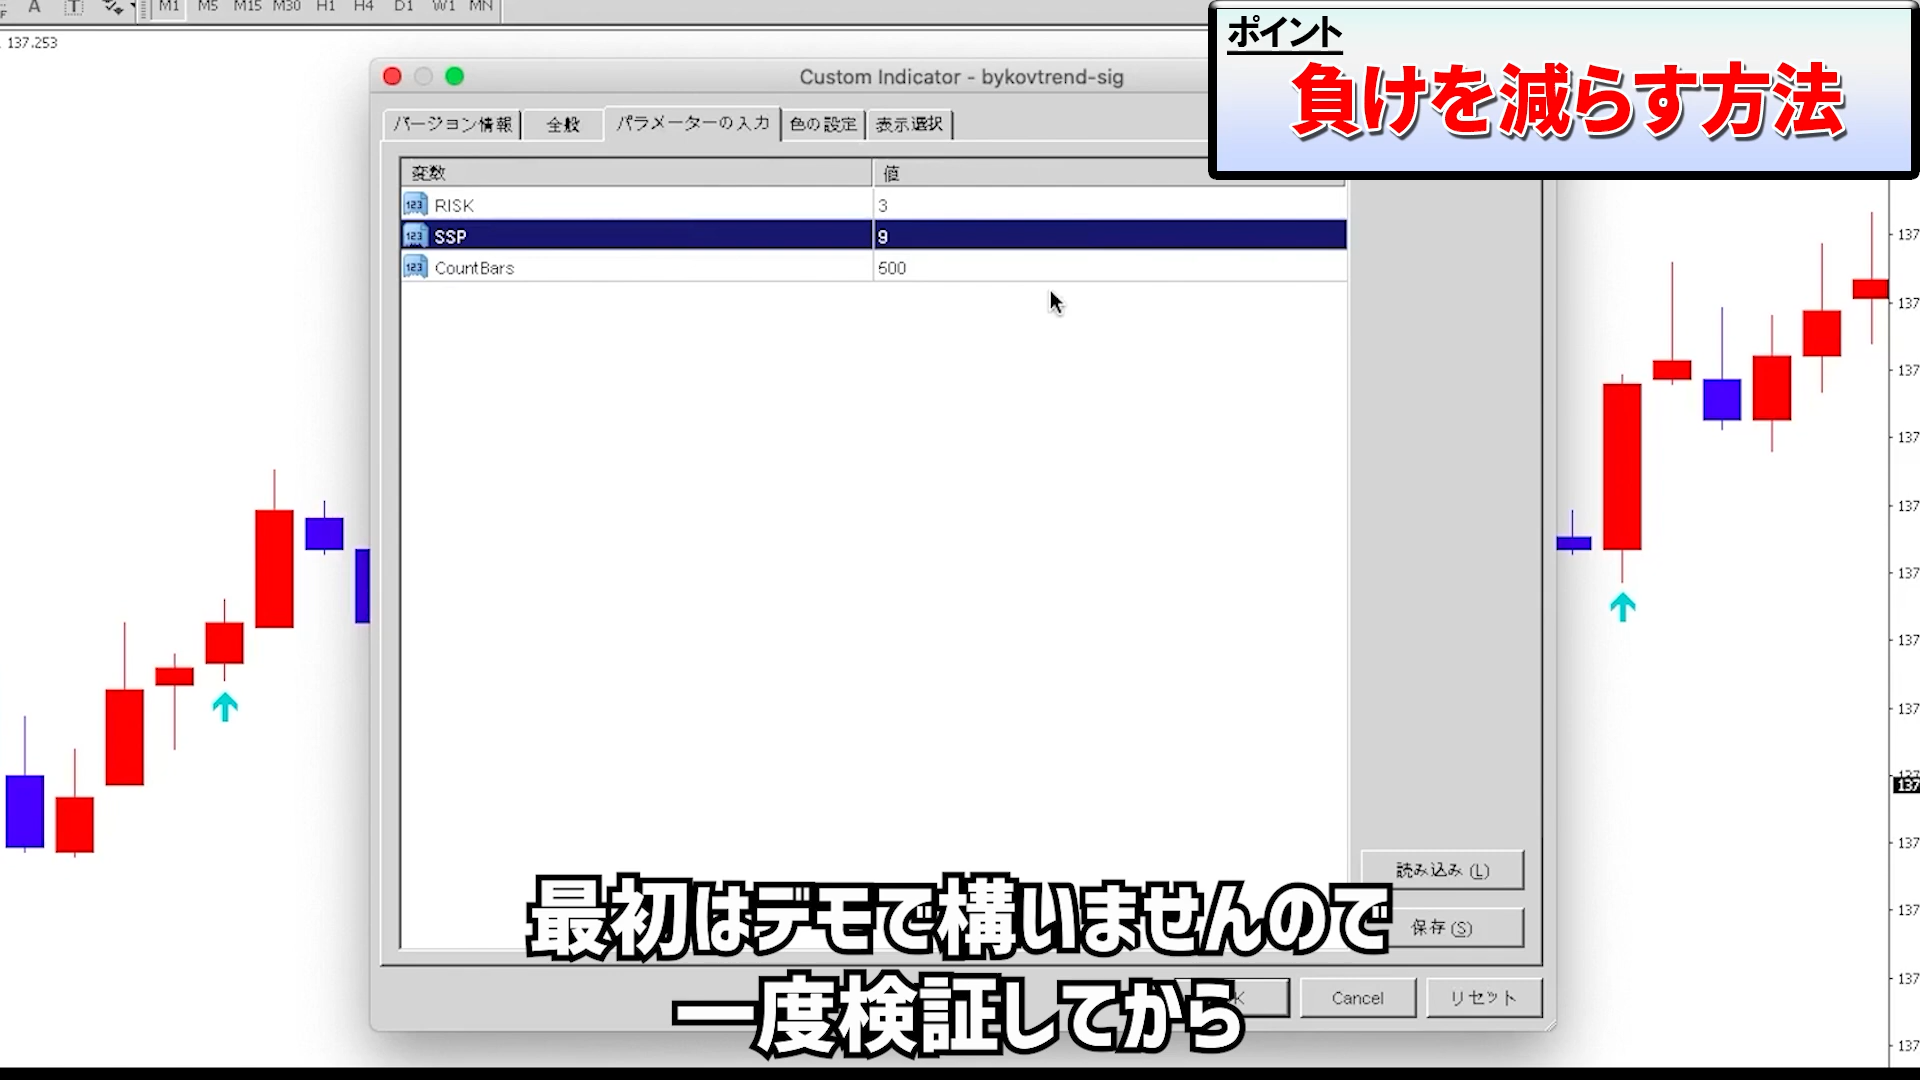 A T M1 M5 M15 M30 H1 H4 D1 W1 MN
137.253
ポイント
負けを減らす方法
Custom Indicator - bykovtrend-sig
バージョン情報 全般 パラメーターの入力 色の設定 表示選択
変数 値
RISK 3
SSP 9
CountBars 500
読み込み (L)
保存 (S)
Cancel リセット
最初はデモで構いませんので
一度検証してから